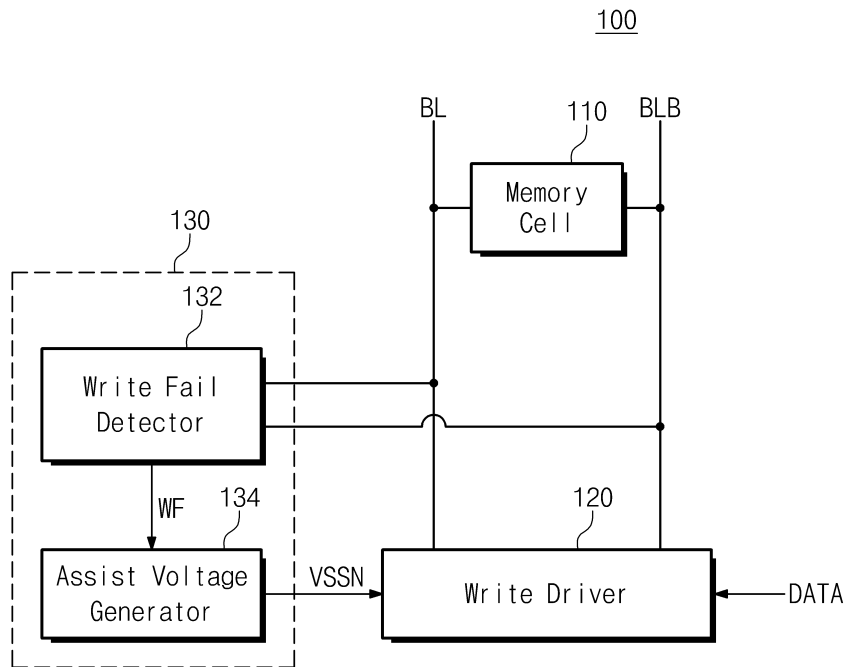 100
BL
110
BLB
Memory
Cell
130
132
Write Fail
Detector
WF
134
120
Assist Voltage
Generator
VSSN
Write Driver
DATA